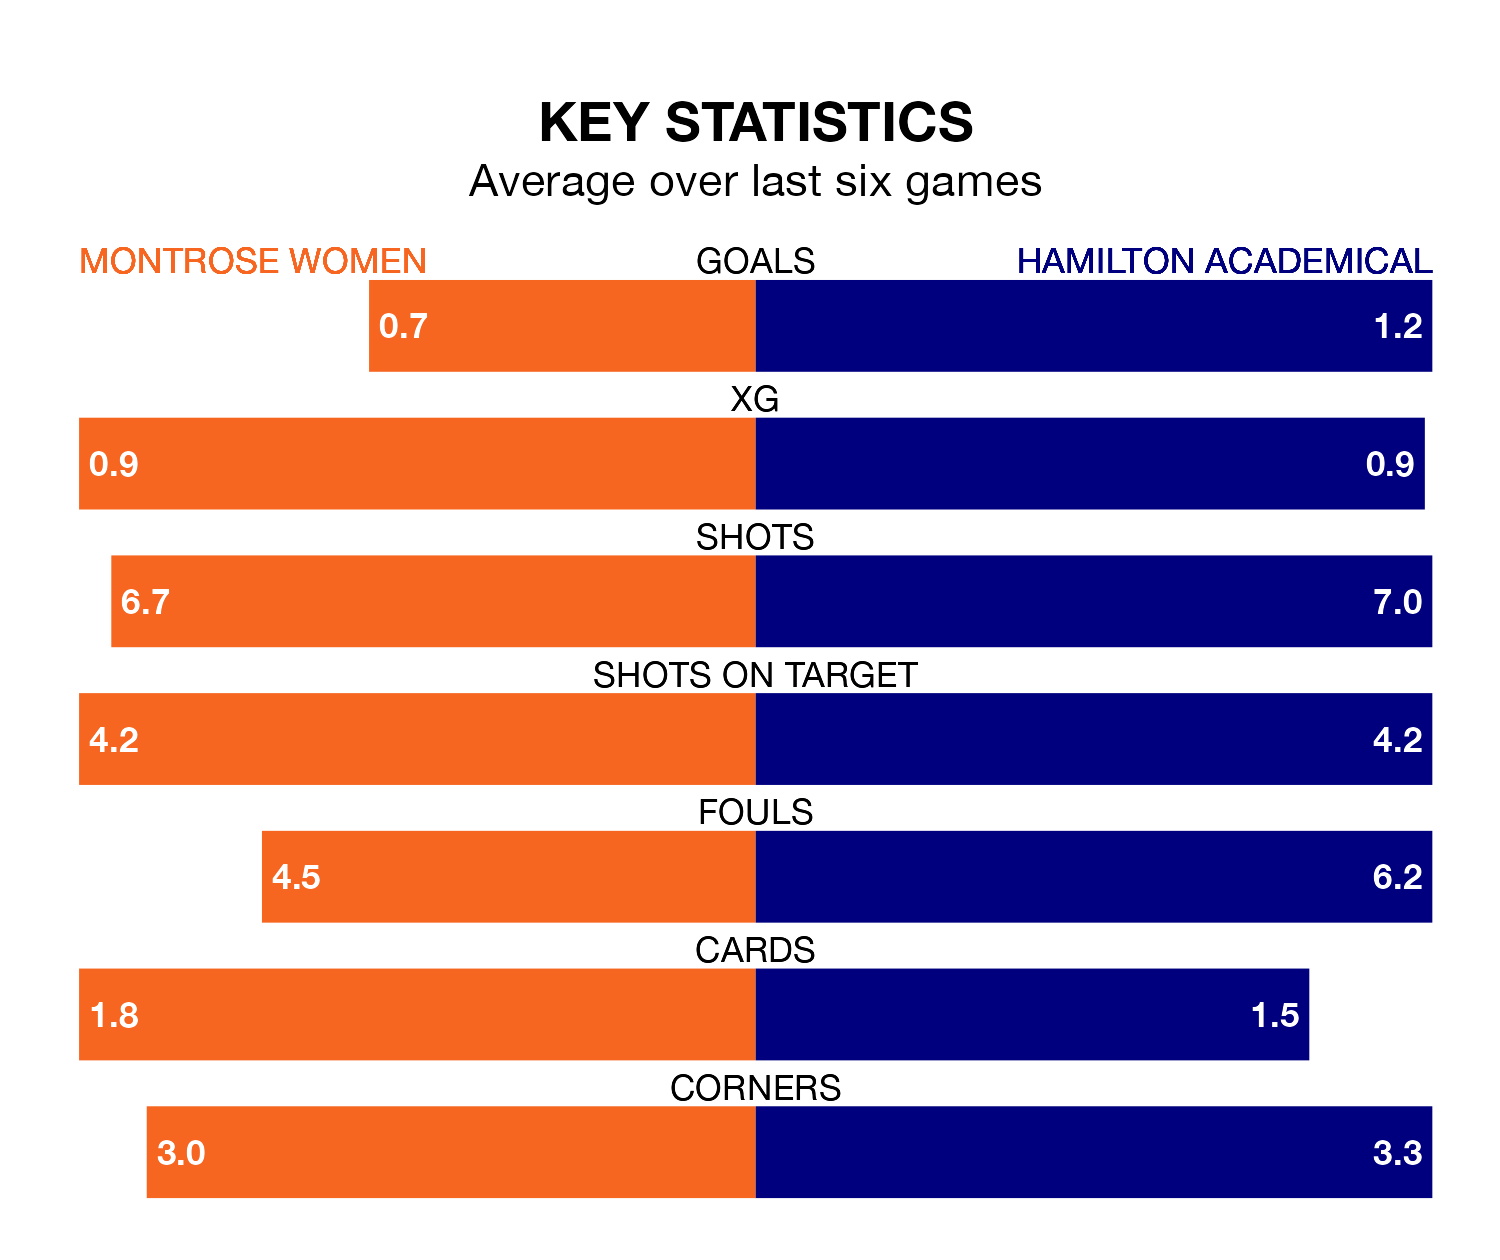 KEY STATISTICS
Average over last six games
MONTROSE WOMEN GOALS HAMILTON ACADEMICAL
0.7 1.2
XG
0.9 0.9
SHOTS
6.7 7.0
SHOTS ON TARGET
4.2 4.2
FOULS
4.5 6.2
CARDS
1.8 1.5
CORNERS
3.0 3.3